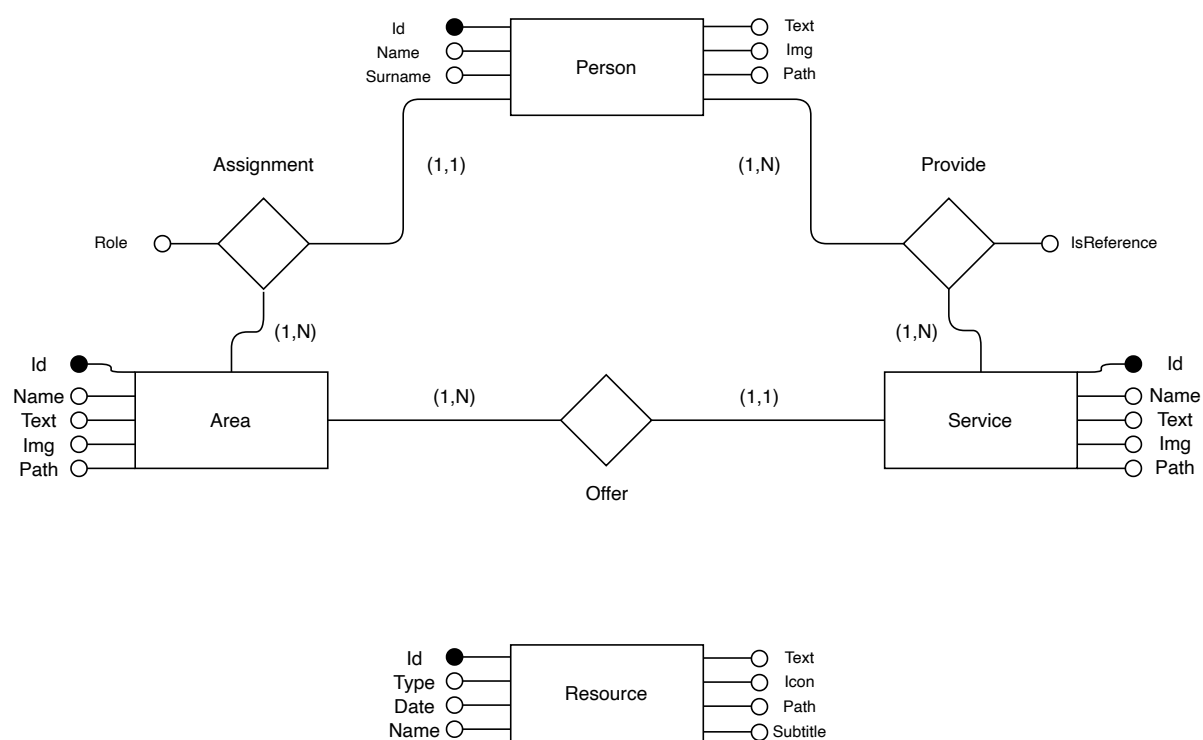 Id
Name
Surname
Person
Text
Img
Path
Assignment
(1,1)
(1,N)
Provide
Role
IsReference
(1,N)
(1,N)
Id
Name
Text
Img
Path
Area
(1,N)
(1,1)
Offer
Service
Id
Name
Text
Img
Path
Id
Type
Date
Name
Resource
Text
Icon
Path
Subtitle